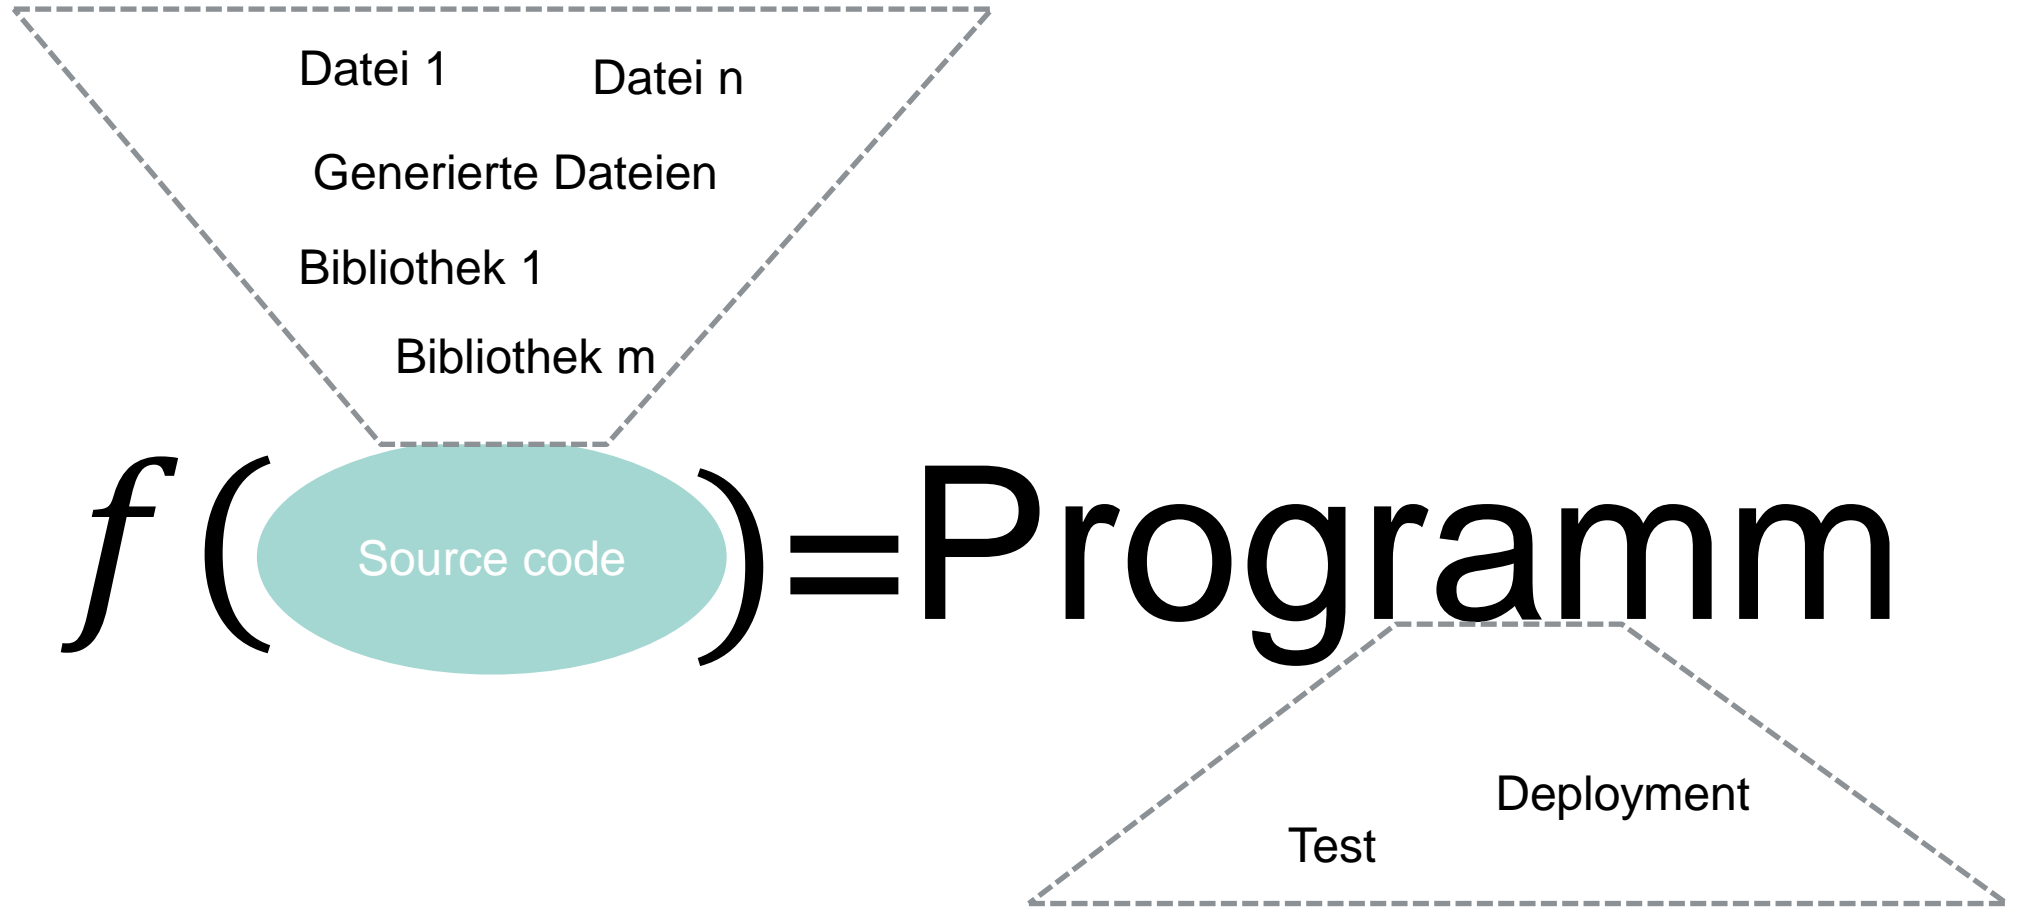 Datei 1
Datei n
Generierte Dateien
Bibliothek 1
Bibliothek m
f(Source code)=Programm
Deployment
Test